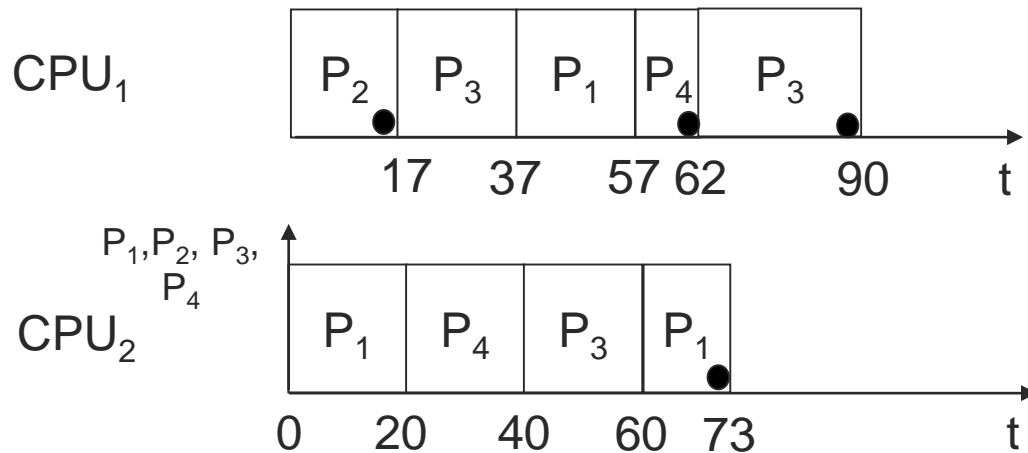 CPU₁
P₂ P₃ P₁ P₄ P₃
17 37 57 62 90 t
P₁,P₂, P₃,
P₄
CPU₂
P₁ P₄ P₃ P₁
0 20 40 60 73 t